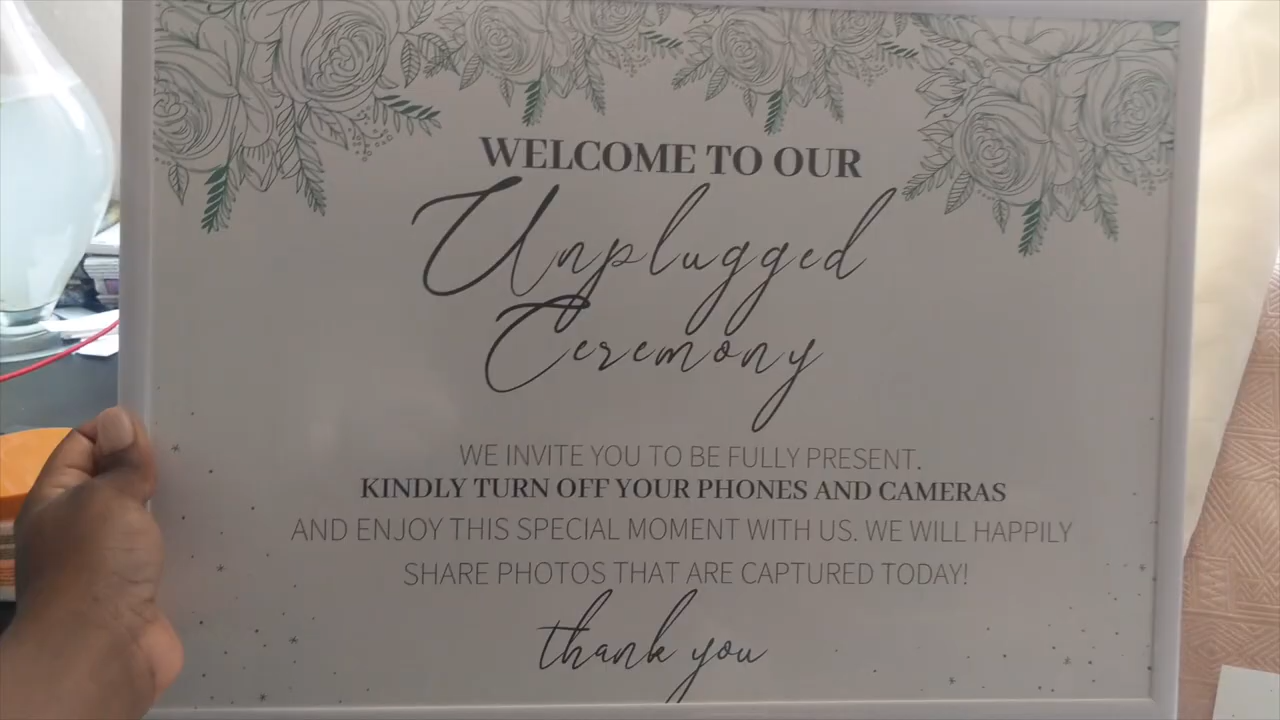 WELCOME TO OUR
Unplugged
Ceremony
WE INVITE YOU TO BE FULLY PRESENT.
KINDLY TURN OFF YOUR PHONES AND CAMERAS
AND ENJOY THIS SPECIAL MOMENT WITH US. WE WILL HAPPILY
SHARE PHOTOS THAT ARE CAPTURED TODAY!
thank you